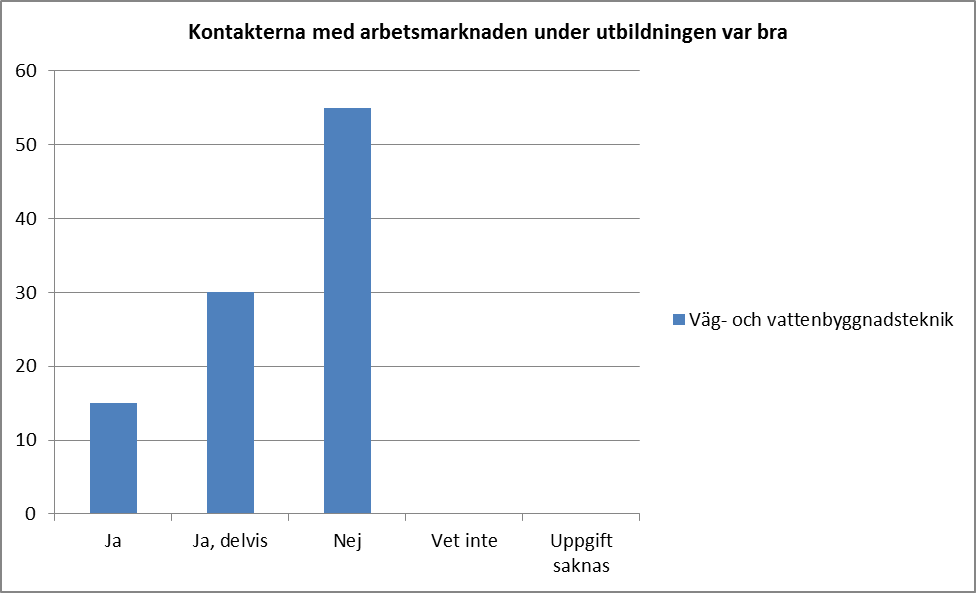 Kontakterna med arbetsmarknaden under utbildningen var bra
60
50
40
30
20
10
0
Ja
Ja, delvis
Nej
Vet inte
Uppgift
saknas
Väg- och vattenbyggnadsteknik